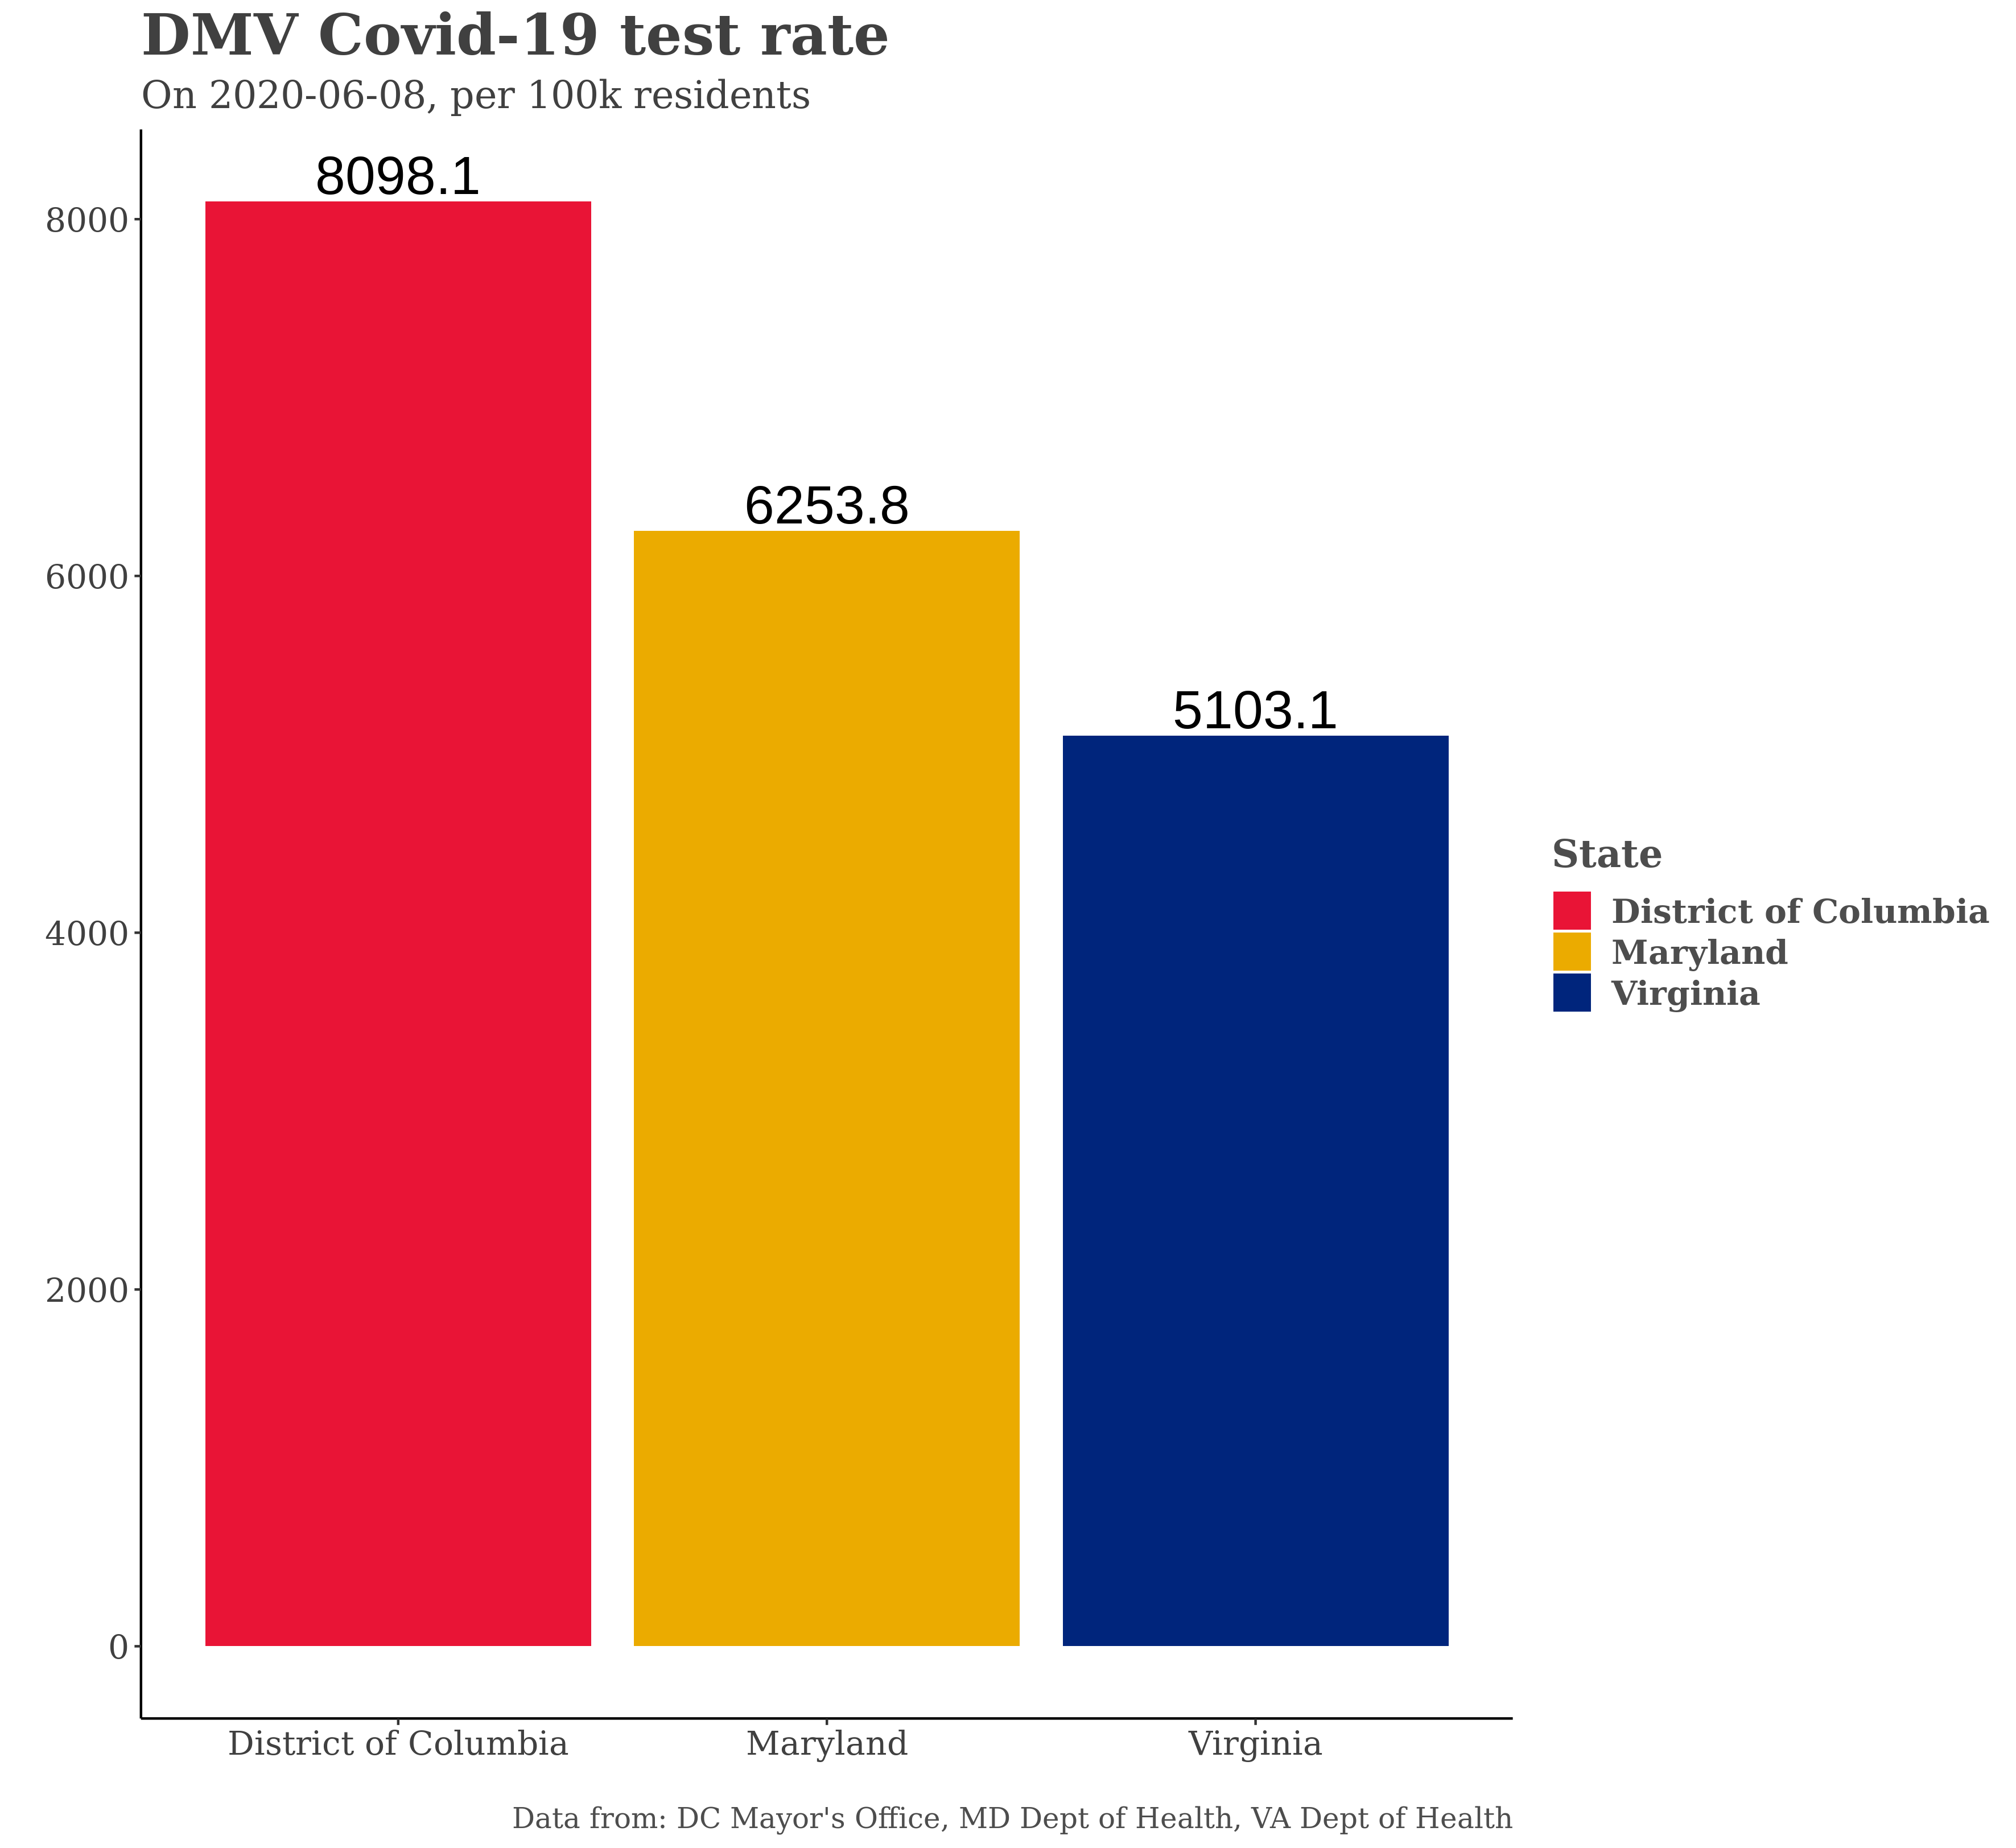 DMV Covid-19 test rate
On 2020-06-08, per 100k residents
8098.1
8000
6253.8
6000
5103.1
State
District of Columbia
Maryland
Virginia
4000
2000
0
District of Columbia
Maryland
Virginia
Data from: DC Mayor's Office, MD Dept of Health, VA Dept of Health